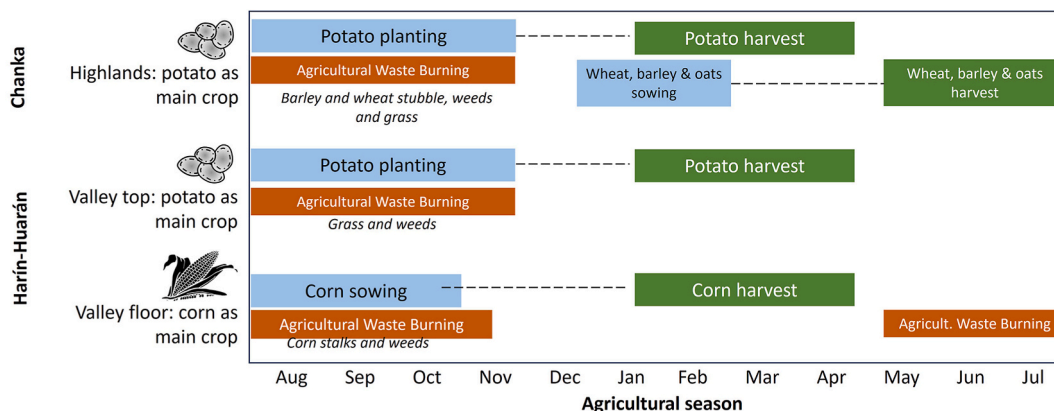 Chanka
Highlands: potato as
main crop
Potato planting
Potato harvest
Agricultural Waste Burning
Barley and wheat stubble, weeds
and grass
Wheat, barley & oats
sowing
Wheat, barley & oats
harvest
Harín-Huarán
Valley top: potato as
main crop
Potato planting
Potato harvest
Agricultural Waste Burning
Grass and weeds
Valley floor: corn as
main crop
Corn sowing
Corn harvest
Agricultural Waste Burning
Corn stalks and weeds
Agricult. Waste Burning
Aug Sep Oct Nov Dec Jan Feb Mar Apr May Jun Jul
Agricultural season